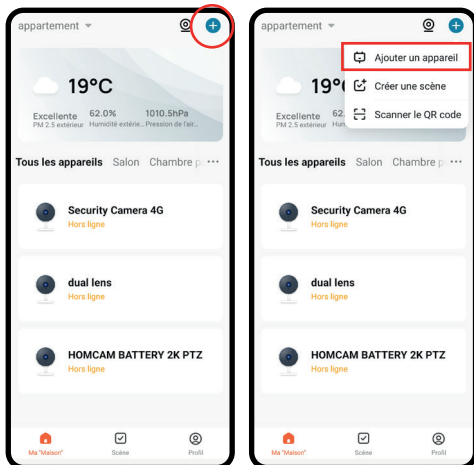 appartement
19°C
Excellente 62.0% 1010.5hPa
PM 2.5 extérieur Humidité extérie... Pression de l'air...
Tous les appareils Salon Chambre p
Security Camera 4G
Hors ligne
dual lens
Hors ligne
HOMCAM BATTERY 2K PTZ
Hors ligne
Ma "Maison" Scène Profil
appartement
Ajouter un appareil
19°
Créer une scène
Excellente 62.
PM 2.5 extérieur Hum
Scanner le QR code
Tous les appareils Salon Chambre p
Security Camera 4G
Hors ligne
dual lens
Hors ligne
HOMCAM BATTERY 2K PTZ
Hors ligne
Ma "Maison" Scène Profil